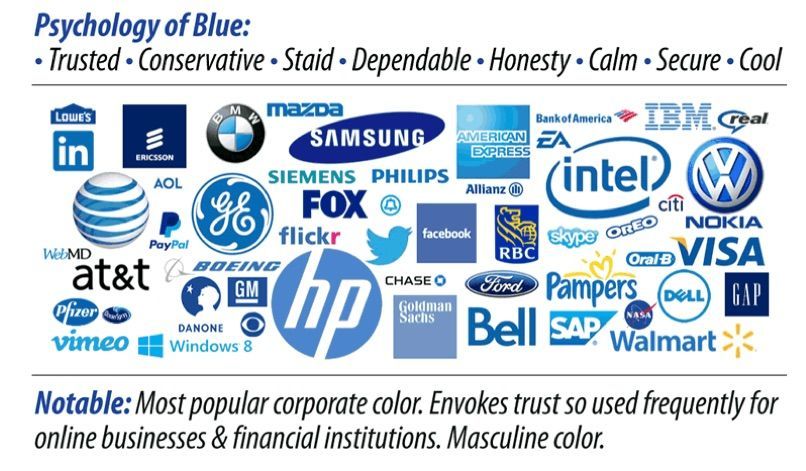 Psychology of Blue:
• Trusted • Conservative • Staid • Dependable • Honesty • Calm • Secure • Cool
LOWE'S
in
ERICSSON
BMW
mazda
SAMSUNG
AMERICAN
EXPRESS
Bank of America
IBM
real
EA
AOL
SIEMENS
PHILIPS
Allianz
intel
VW
GE
FOX
citi
NOKIA
PayPal
flickr
facebook
RBC
skype
OREO
WebMD
at&t
BOEING
Oral-B
VISA
GM
hp
CHASE
Ford
Pampers
DELL
GAP
Pfizer
DANONE
Goldman
Sachs
Bell
SAP
NASA
Walmart
vimeo
Windows 8
Notable: Most popular corporate color. Envokes trust so used frequently for
online businesses & financial institutions. Masculine color.